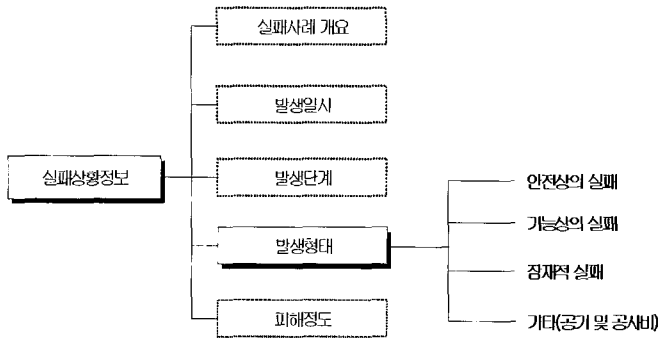 실패사례 개요
발생일시
실패상황정보
발생단계
안전상의 실패
기능상의 실패
발생형태
잠재적 실패
피해정도
기타(공기 및 공사비)